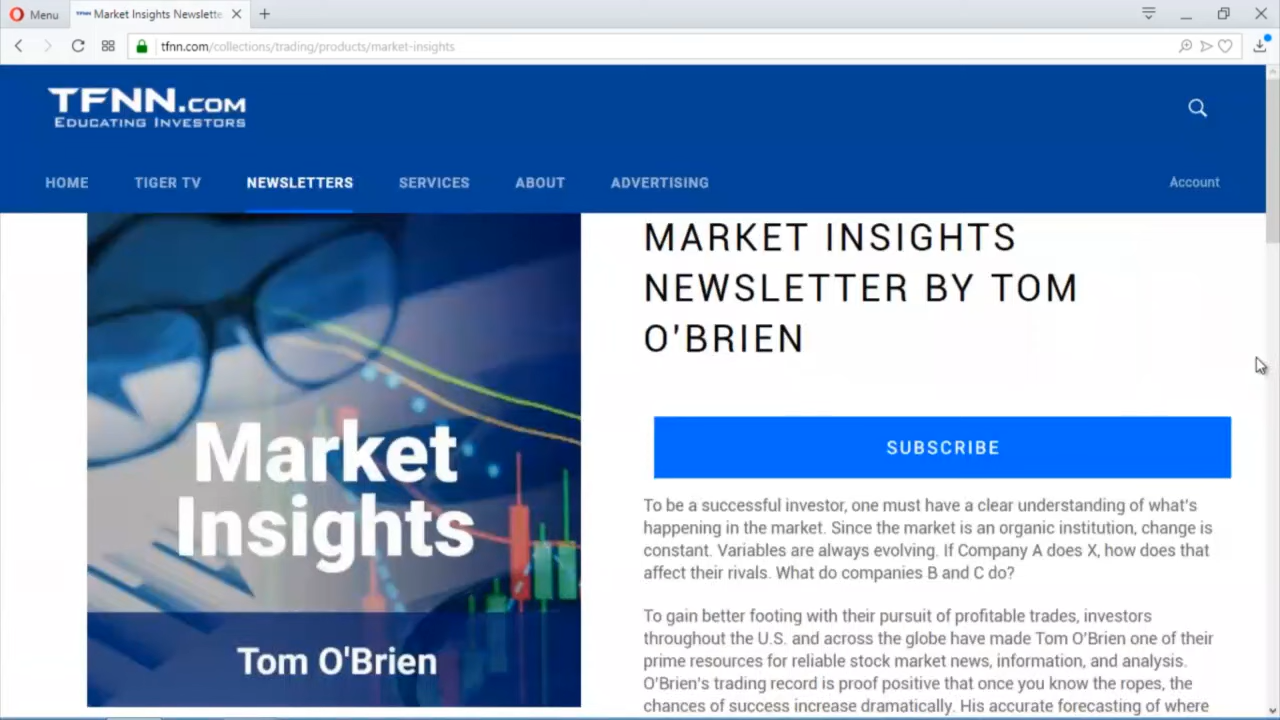 Menu
Market Insights Newslette
tfnn.com/collections/trading/products/market-insights
TFNN.COM
EDUCATING INVESTORS
HOME TIGER TV NEWSLETTERS SERVICES ABOUT ADVERTISING Account
Market
Insights
Tom O'Brien
MARKET INSIGHTS
NEWSLETTER BY TOM
O'BRIEN
SUBSCRIBE
To be a successful investor, one must have a clear understanding of what's
happening in the market. Since the market is an organic institution, change is
constant. Variables are always evolving. If Company A does X, how does that
affect their rivals. What do companies B and C do?
To gain better footing with their pursuit of profitable trades, investors
throughout the U.S. and across the globe have made Tom O'Brien one of their
prime resources for reliable stock market news, information, and analysis.
O'Brien's trading record is proof positive that once you know the ropes, the
chances of success increase dramatically. His accurate forecasting of where